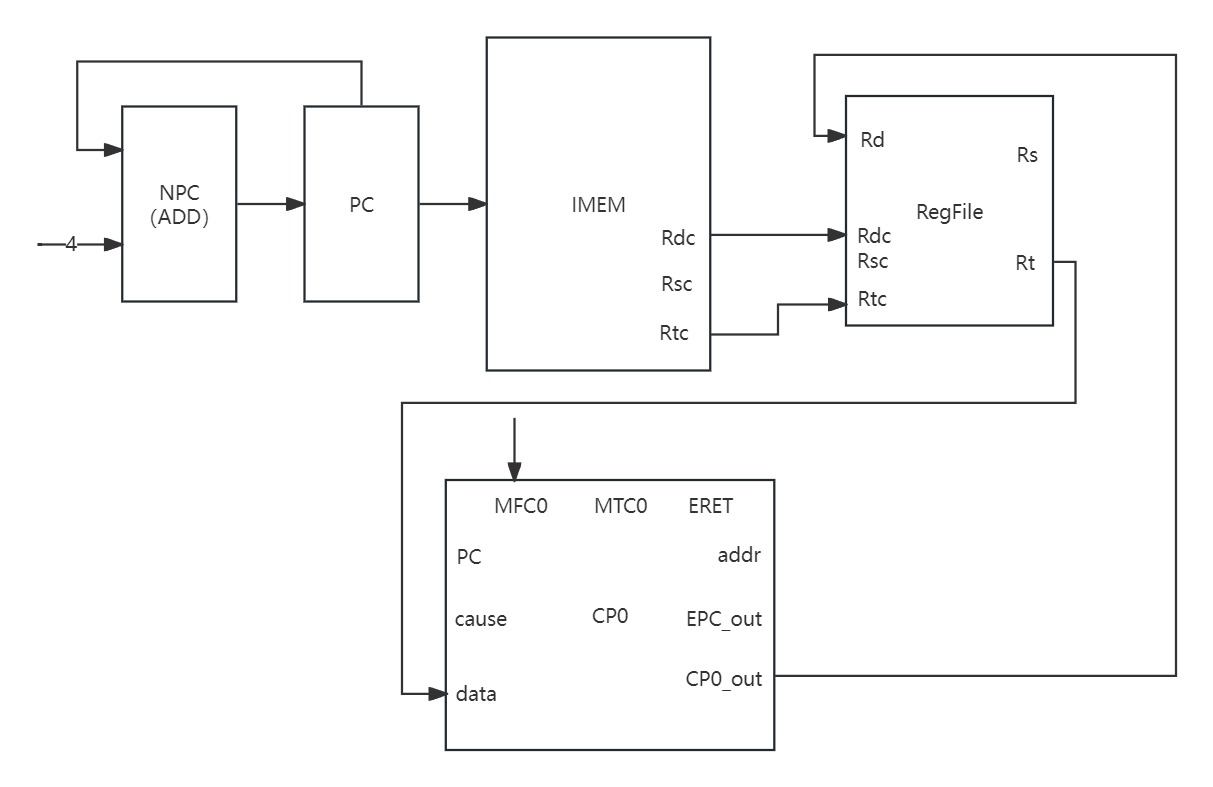 NPC
(ADD)
4
PC
IMEM
Rdc
Rsc
Rtc
Rd
Rs
RegFile
Rdc
Rsc
Rt
Rtc
MFC0 MTC0 ERET
PC addr
cause CP0 EPC_out
CP0_out
data